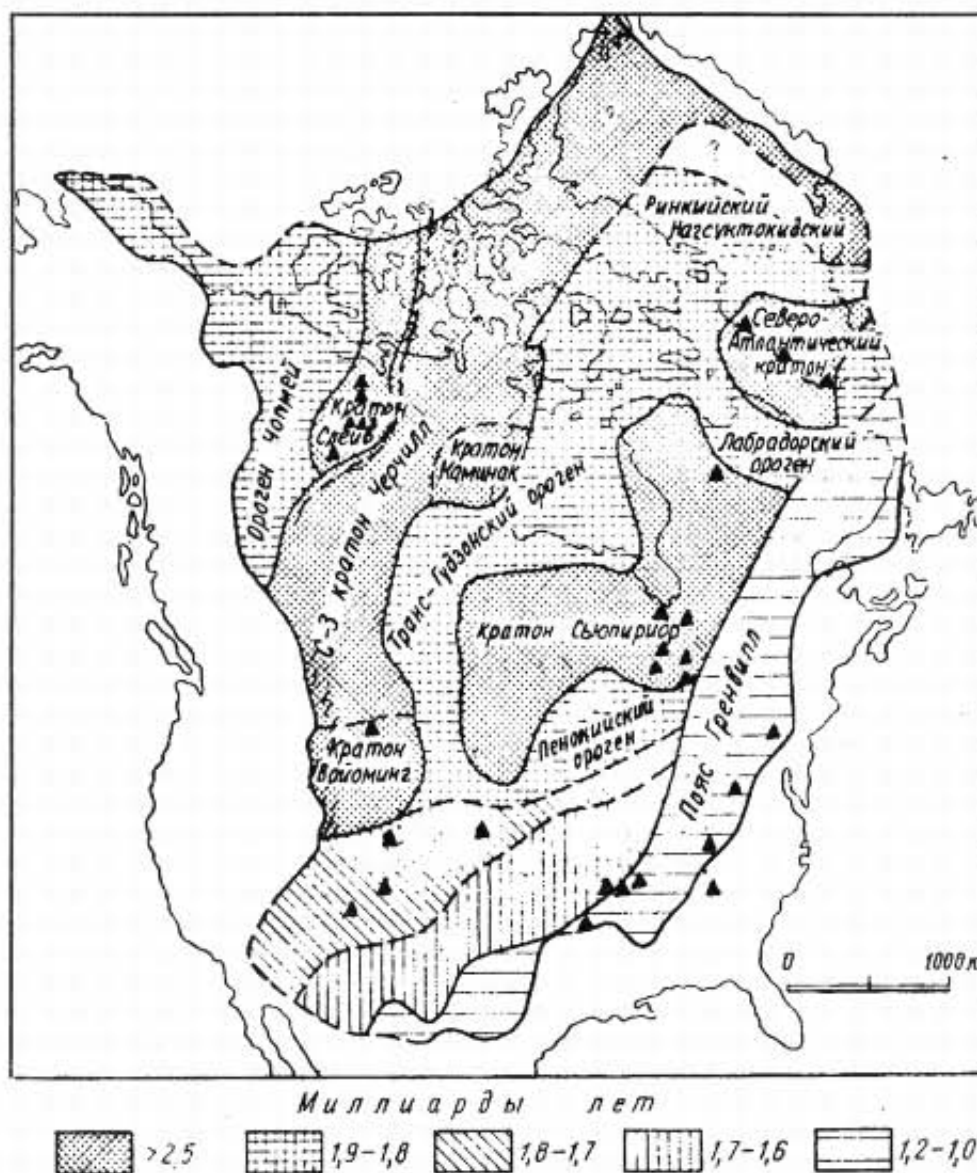 Ринкийский
Нагсуктокидский
Северо-
Атлантический
кратон
Ороген Чопмей
Кратон
Слейв
С-З кратон Черчилл
Кратон
Каминак
Лабрадорский
ороген
Транс-Гудзонский ороген
Кратон Сьюпириор
Пенокийский
ороген
Пояс Гренвилл
Кратон
Вайоминг
0 1000 к
Миллиарды лет
>2,5 1,9-1,8 1,8-1,7 1,7-1,6 1,2-1,0